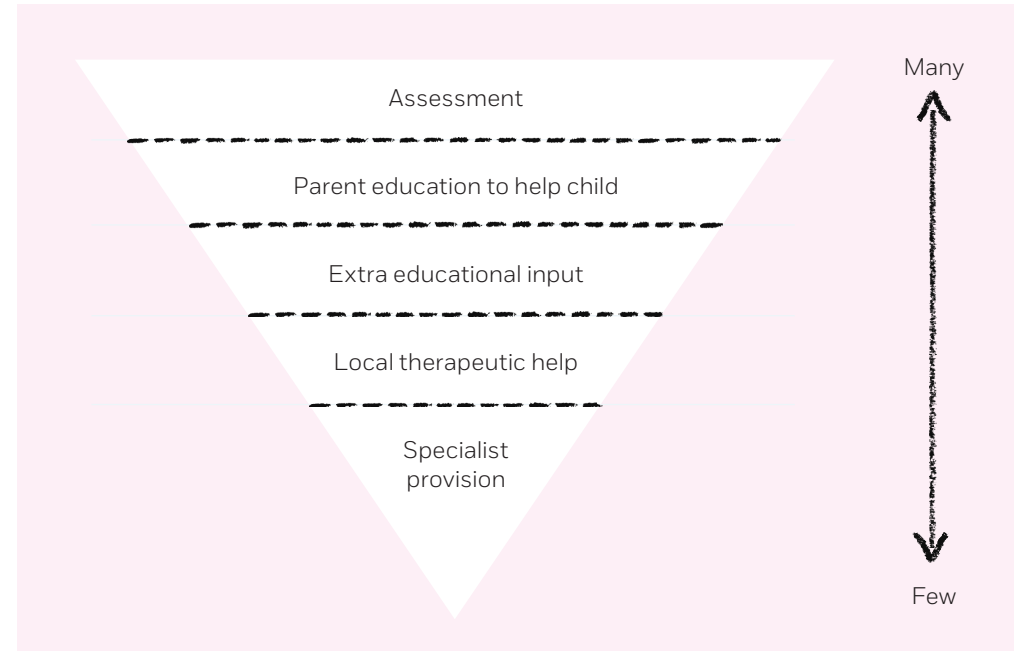 Many
Assessment
Parent education to help child
Extra educational input
Local therapeutic help
Specialist
provision
Few